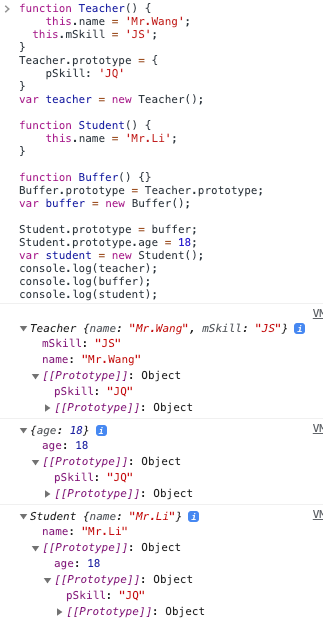 function Teacher() {
    this.name = 'Mr.Wang';
  this.mSkill = 'JS';
}
Teacher.prototype = {
    pSkill: 'JQ'
}
var teacher = new Teacher();

function Student() {
    this.name = 'Mr.Li';
}

function Buffer() {}
Buffer.prototype = Teacher.prototype;
var buffer = new Buffer();

Student.prototype = buffer;
Student.prototype.age = 18;
var student = new Student();
console.log(teacher);
console.log(buffer);
console.log(student);
VM
Teacher {name: "Mr.Wang", mSkill: "JS"} i
mSkill: "JS"
name: "Mr.Wang"
[[Prototype]]: Object
pSkill: "JQ"
[[Prototype]]: Object
VM
{age: 18} i
age: 18
[[Prototype]]: Object
pSkill: "JQ"
[[Prototype]]: Object
VM
Student {name: "Mr.Li"} i
name: "Mr.Li"
[[Prototype]]: Object
age: 18
[[Prototype]]: Object
pSkill: "JQ"
[[Prototype]]: Object